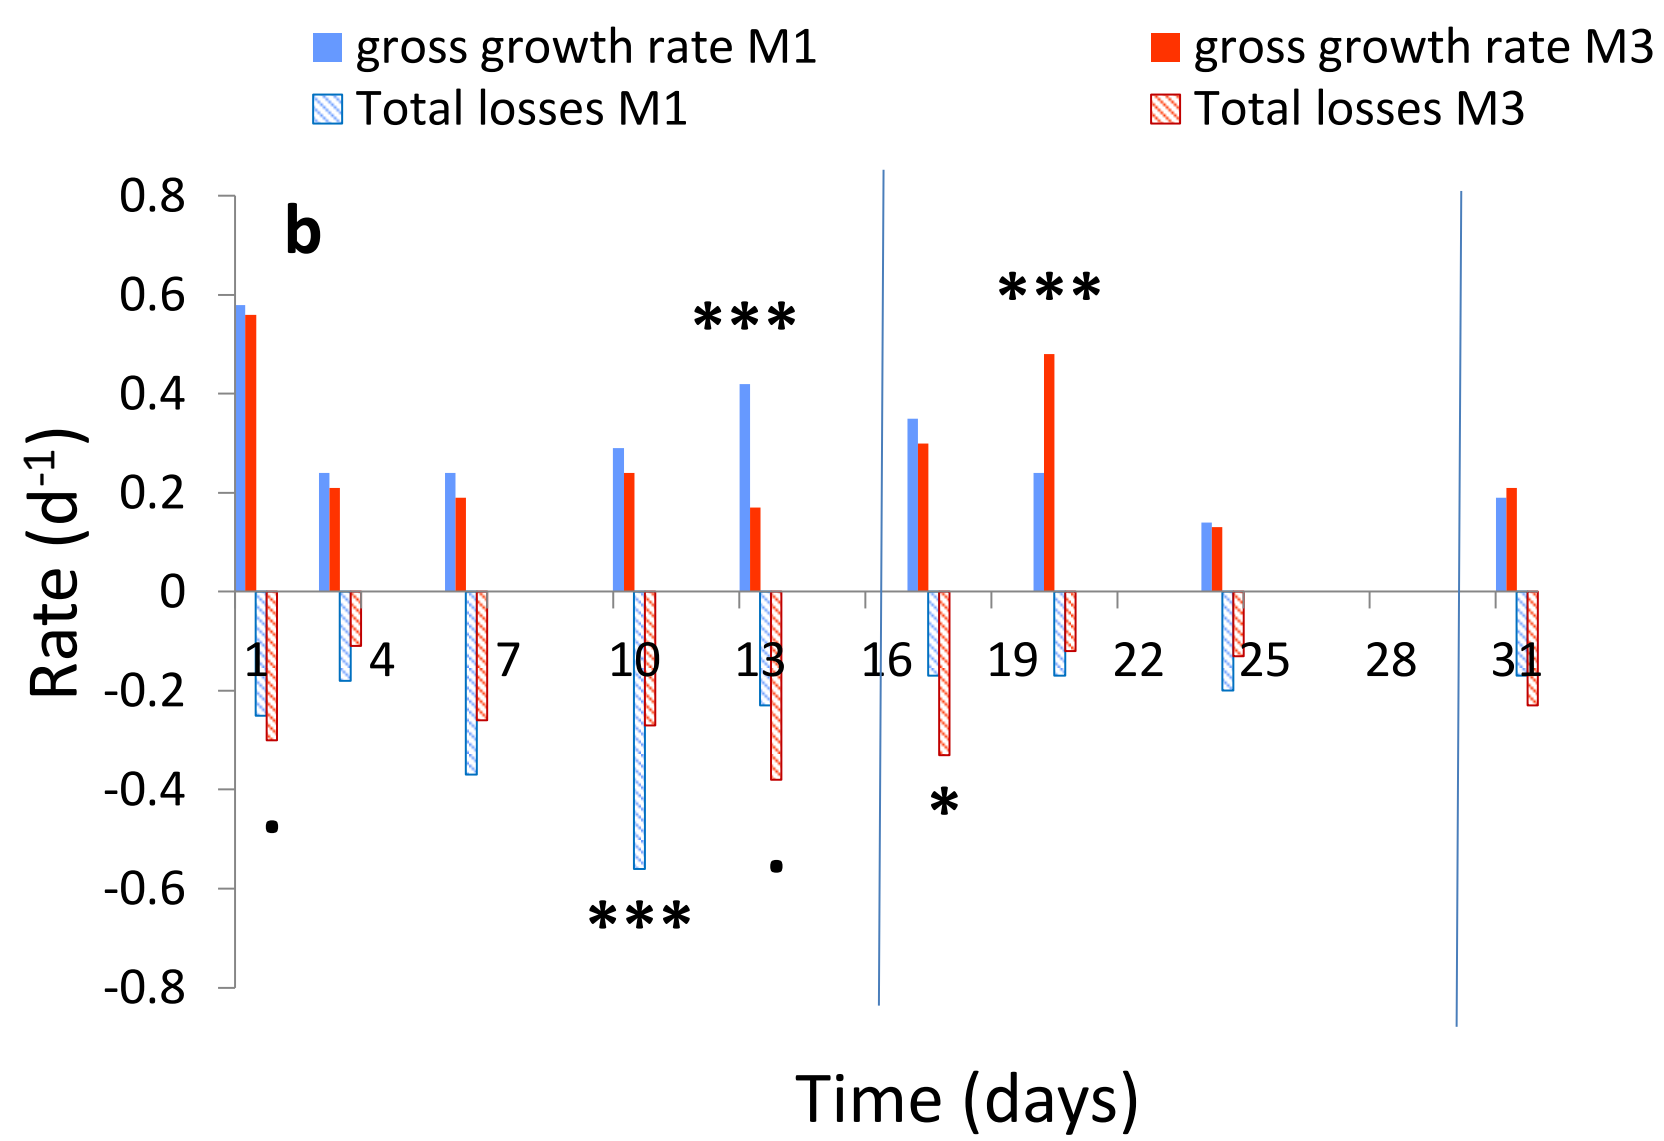 gross growth rate M1 gross growth rate M3
Total losses M1 Total losses M3
0.8
b
0.6
*** ***
0.4
0.2
0
1 4 7 10 13 16 19 22 25 28 31
-0.2
-0.4
*
.
.
-0.6
***
-0.8
Rate (d-1)
Time (days)